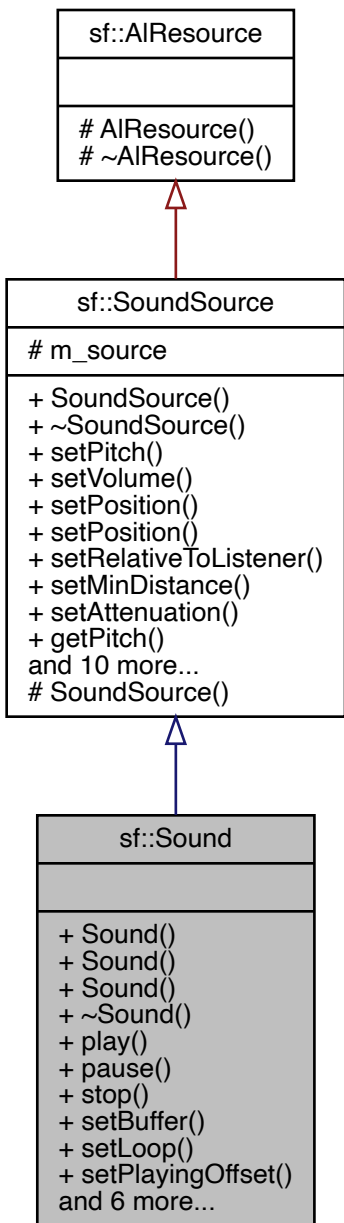 sf::AlResource
# AlResource()
# ~AlResource()
sf::SoundSource
# m_source
+ SoundSource()
+ ~SoundSource()
+ setPitch()
+ setVolume()
+ setPosition()
+ setPosition()
+ setRelativeToListener()
+ setMinDistance()
+ setAttenuation()
+ getPitch()
and 10 more...
# SoundSource()
sf::Sound
+ Sound()
+ Sound()
+ Sound()
+ ~Sound()
+ play()
+ pause()
+ stop()
+ setBuffer()
+ setLoop()
+ setPlayingOffset()
and 6 more...